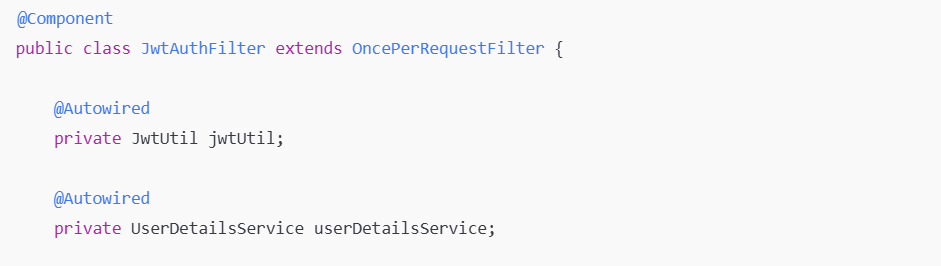 @Component
public class JwtAuthFilter extends OncePerRequestFilter {
@Autowired
private JwtUtil jwtUtil;
@Autowired
private UserDetailsService userDetailsService;